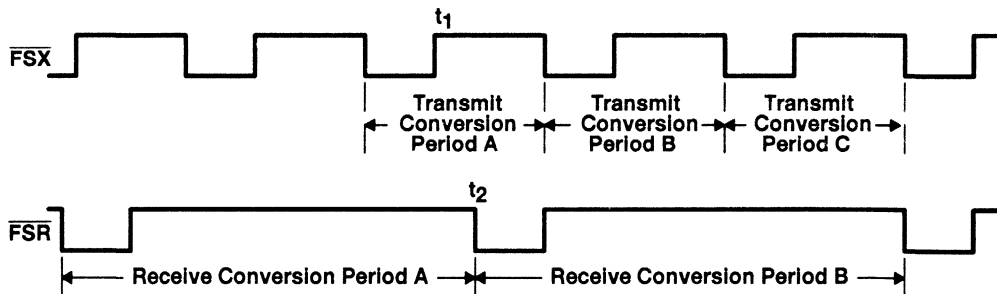 t1
FSX
Transmit Conversion Period A
Transmit Conversion Period B
Transmit Conversion Period C
t2
FSR
Receive Conversion Period A
Receive Conversion Period B